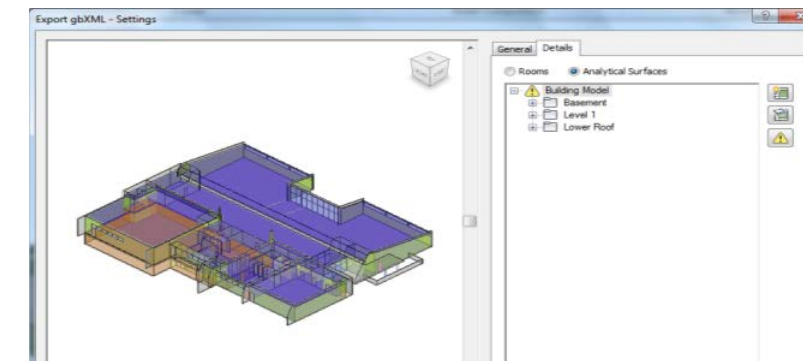 Export gbXML - Settings
General Details
Rooms Analytical Surfaces
Building Model
Basement
Level 1
Lower Roof